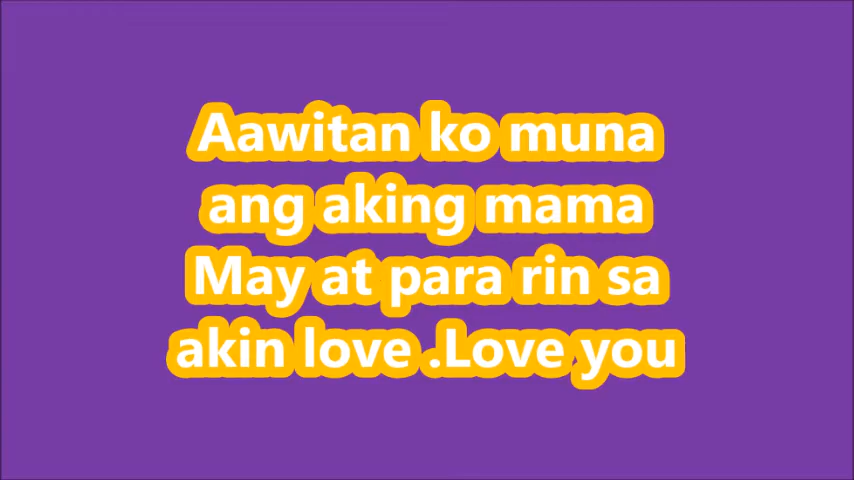 Aawitan ko muna
ang aking mama
May at para rin sa
akin love .Love you